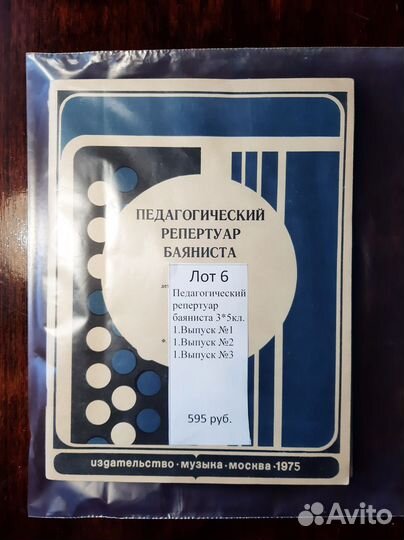 ПЕДАГОГИЧЕСКИЙ
РЕПЕРТУАР
БАЯНИСТА
Лот 6
Педагогический
репертуар
баяниста 3*5кл.
1.Выпуск №1
1.Выпуск №2
1.Выпуск №3
595 руб.
издательство · музыка · москва · 1975
Avito